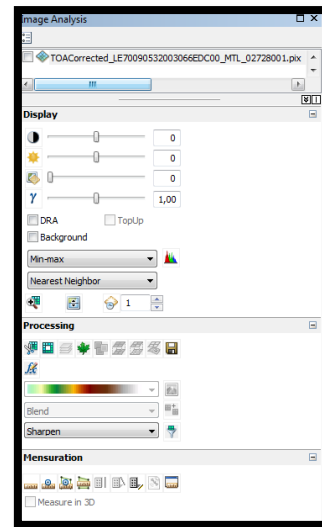 Image Analysis
TOACorrected_LE70090532003066EDC00_MTL_02728001.pix
Display
0
0
0
γ 1,00
DRA TopUp
Background
Min-max
Nearest Neighbor
1
Processing
fx
Blend
Sharpen
Mensuration
Measure in 3D